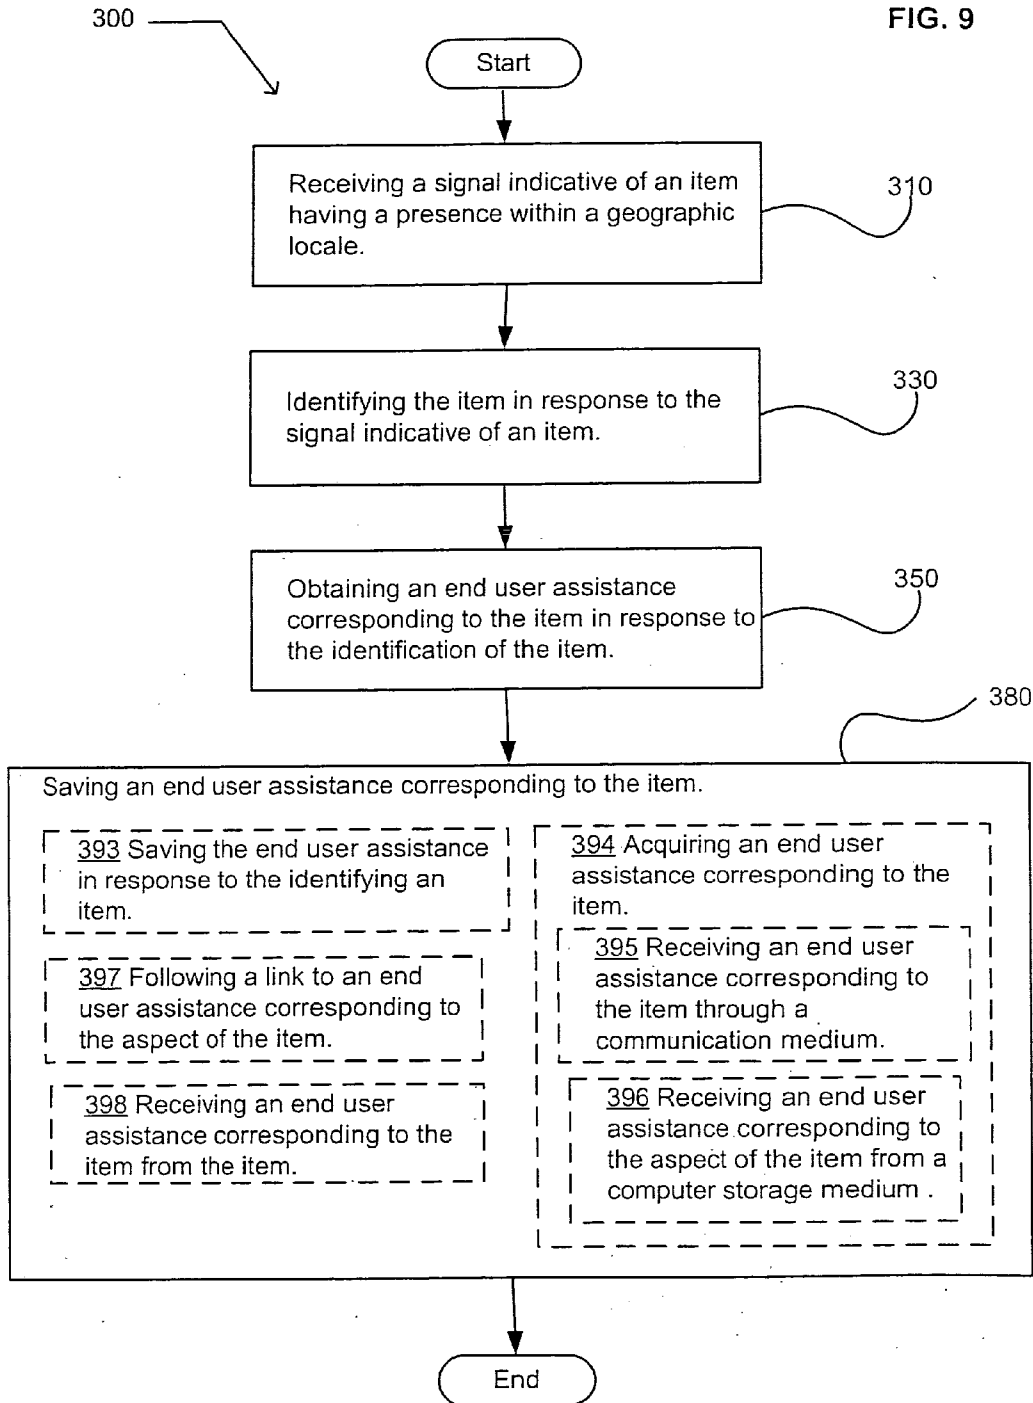 300
FIG. 9
Start
Receiving a signal indicative of an item
having a presence within a geographic
locale.
310
Identifying the item in response to the
signal indicative of an item.
330
Obtaining an end user assistance
corresponding to the item in response to
the identification of the item.
350
380
Saving an end user assistance corresponding to the item.
393 Saving the end user assistance
in response to the identifying an
item.
397 Following a link to an end
user assistance corresponding to
the aspect of the item.
398 Receiving an end user
assistance corresponding to the
item from the item.
394 Acquiring an end user
assistance corresponding to the
item.
395 Receiving an end user
assistance corresponding to
the item through a
communication medium.
396 Receiving an end user
assistance corresponding to
the aspect of the item from a
computer storage medium .
End